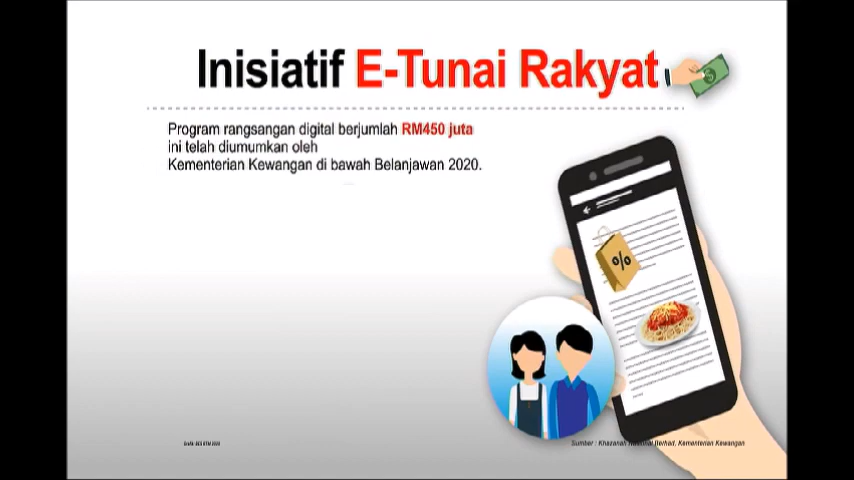 Inisiatif E-Tunai Rakyat
Program rangsangan digital berjumlah RM450 juta
ini telah diumumkan oleh
Kementerian Kewangan di bawah Belanjawan 2020.
%
Sumber : Khazanah Nasional Berhad, Kementerian Kewangan